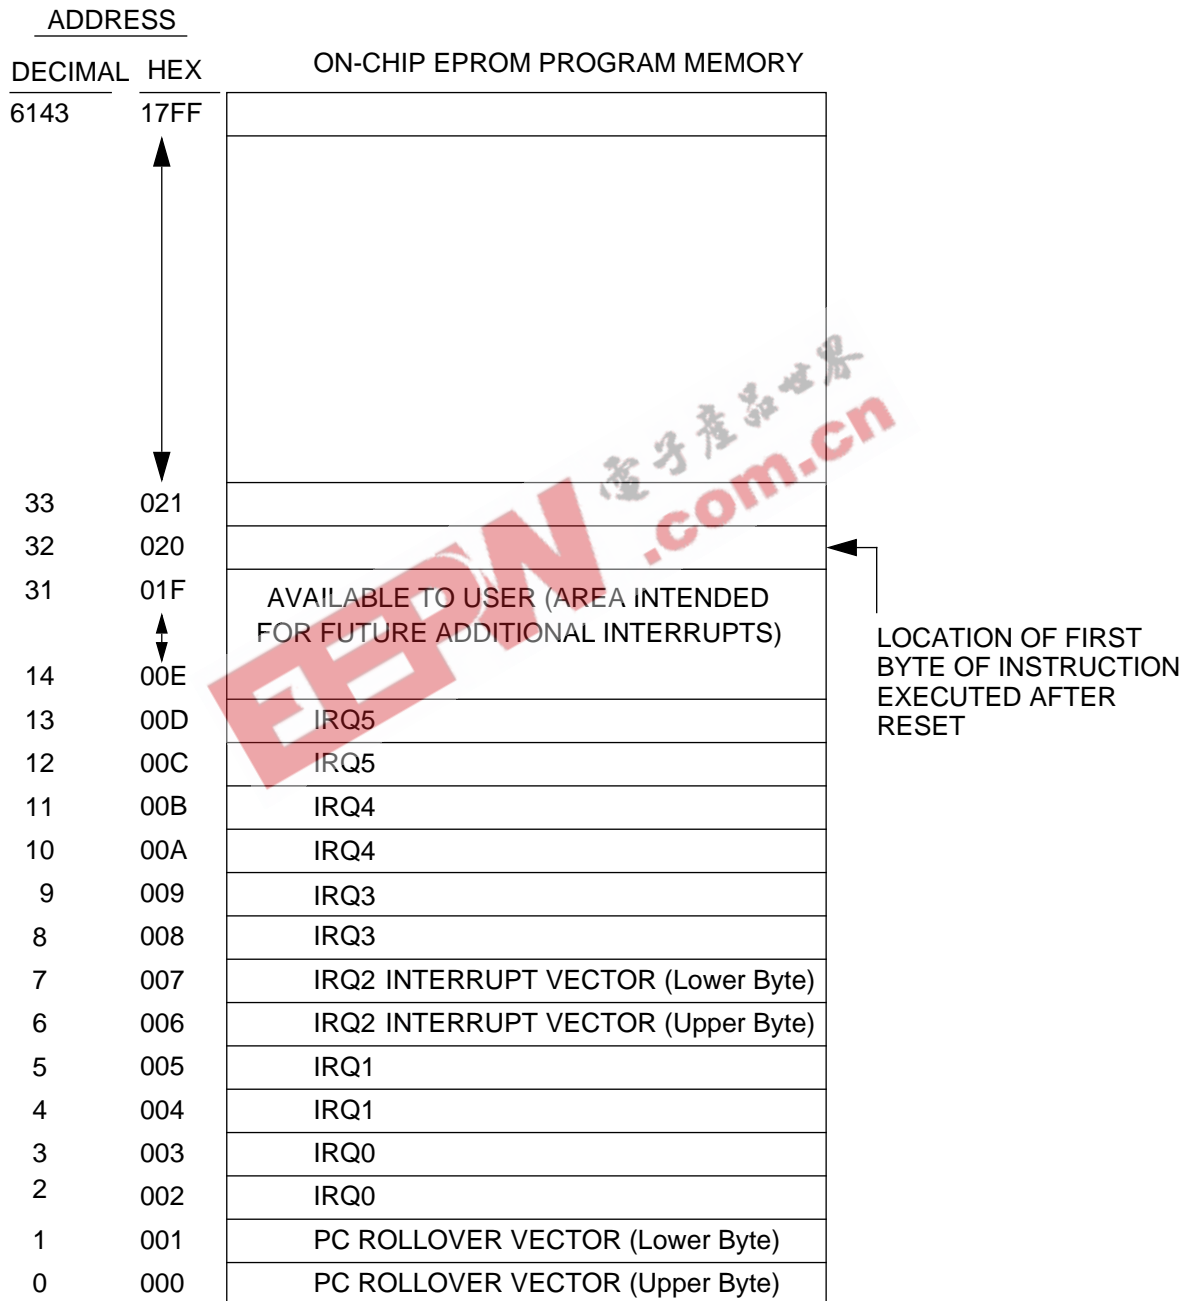 ADDRESS
DECIMAL HEX ON-CHIP EPROM PROGRAM MEMORY
6143 17FF
33 021
32 020
31 01F AVAILABLE TO USER (AREA INTENDED
FOR FUTURE ADDITIONAL INTERRUPTS)
14 00E
LOCATION OF FIRST
BYTE OF INSTRUCTION
EXECUTED AFTER
RESET
13 00D IRQ5
12 00C IRQ5
11 00B IRQ4
10 00A IRQ4
9 009 IRQ3
8 008 IRQ3
7 007 IRQ2 INTERRUPT VECTOR (Lower Byte)
6 006 IRQ2 INTERRUPT VECTOR (Upper Byte)
5 005 IRQ1
4 004 IRQ1
3 003 IRQ0
2 002 IRQ0
1 001 PC ROLLOVER VECTOR (Lower Byte)
0 000 PC ROLLOVER VECTOR (Upper Byte)
EEPW.com.cn
電子產品世界